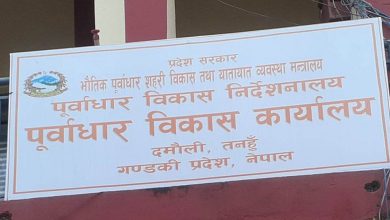 प्रदेश सरकार
भौतिक पूर्वाधार शहरी विकास तथा यातायात व्यवस्था मन्त्रालय
पूर्वाधार विकास निर्देशनालय
पूर्वाधार विकास कार्यालय
दमौली, तनहुँ
गण्डकी प्रदेश, नेपाल